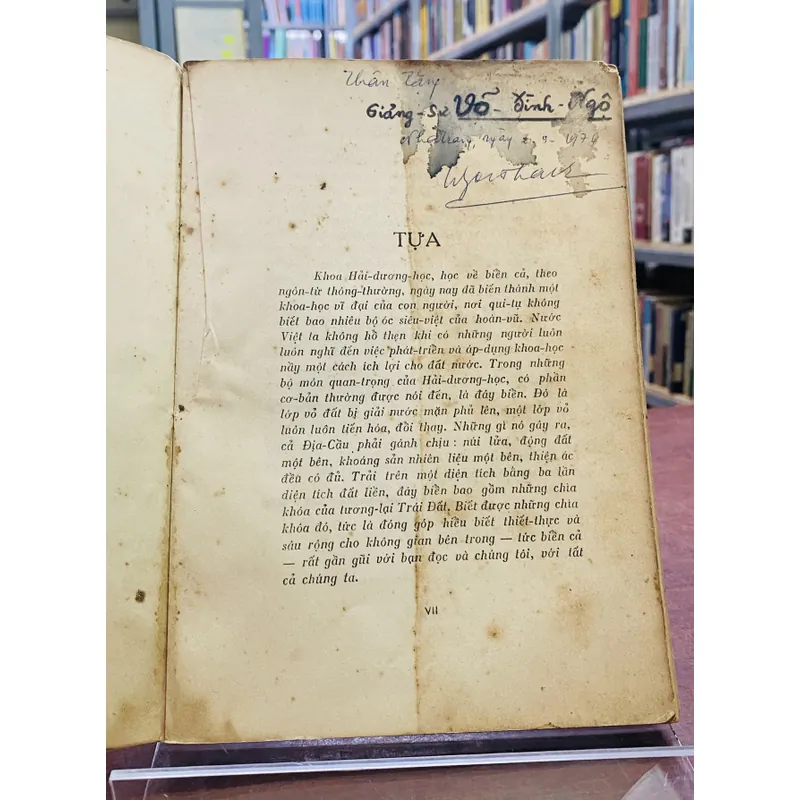 Thân Tặng
Giảng-Sư Võ-Đình-Ngộ
Nhatrang, ngày 2-9-1974
TỰA
Khoa Hải-dương-học, học về biển cả, theo
ngôn-từ thông-thường, ngày nay đã biến thành một
khoa-học vĩ đại của con người, nơi qui-tụ không
biết bao nhiêu bộ óc siêu-việt của hoàn-vũ. Nước
Việt ta không hổ thẹn khi có những người luôn
luôn nghĩ đến việc phát-triển và áp-dụng khoa-học
nầy một cách ích lợi cho đất nước. Trong những
bộ môn quan-trọng của Hải-dương-học, có phần
cơ-bản thường được nói đến, là đáy biển. Đó là
lớp vỏ đất bị giải nước mặn phủ lên, một lớp vỏ
luôn luôn tiến hóa, đổi thay. Những gì nó gây ra,
cả Địa-Cầu phải gánh chịu : núi lửa, động đất
một bên, khoáng sản nhiên liệu một bên, thiện ác
đều có đủ. Trải trên một diện tích bằng ba lần
diện tích đất liền, đáy biển bao gồm những chìa
khóa của tương-lại Trái Đất, Biết được những chìa
khóa đó, tức là đóng góp hiểu biết thiết-thực và
sâu rộng cho không gian bên trong — tức biển cả
— rất gần gũi với bạn đọc và chúng tôi, với tất
cả chúng ta.
VII